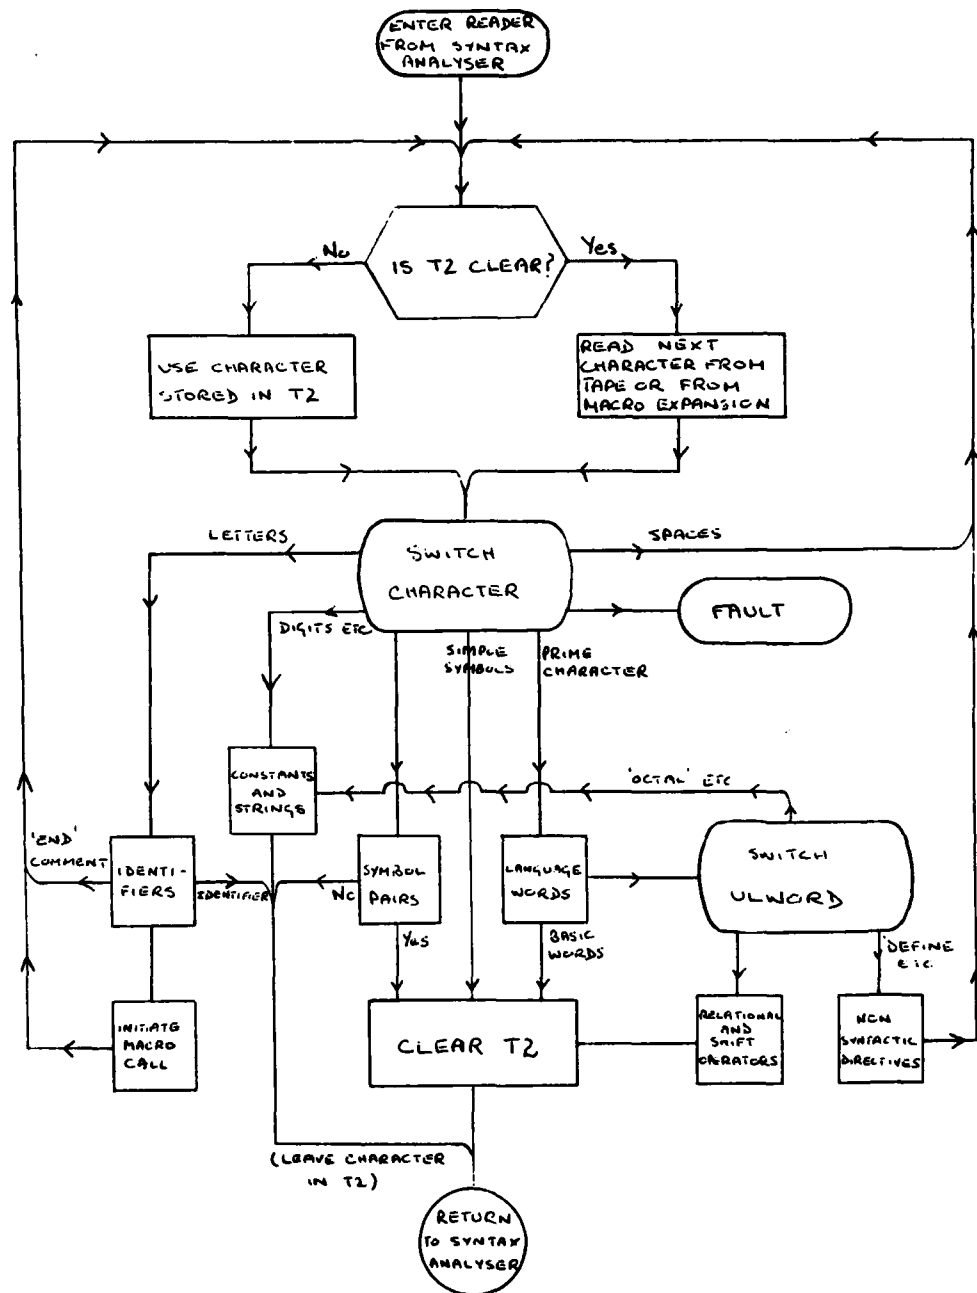 ENTER READER
FROM SYNTAX
ANALYSER
No
Yes
IS T2 CLEAR?
USE CHARACTER
STORED IN T2
READ NEXT
CHARACTER FROM
TAPE OR FROM
MACRO EXPANSION
LETTERS
SPACES
SWITCH
CHARACTER
FAULT
DIGITS ETC
SIMPLE
SYMBOLS
PRIME
CHARACTER
CONSTANTS
AND
STRINGS
'OCTAL' ETC
'END'
COMMENT
IDENTI-
FIERS
IDENTIFIER
NO
SYMBOL
PAIRS
LANGUAGE
WORDS
SWITCH
ULWORD
YES
BASIC
WORDS
'DEFINE'
ETC.
INITIATE
MACRO
CALL
CLEAR T2
RELATIONAL
AND
SHIFT
OPERATORS
NON
SYNTACTIC
DIRECTIVES
(LEAVE CHARACTER
IN T2)
RETURN
TO SYNTAX
ANALYSER